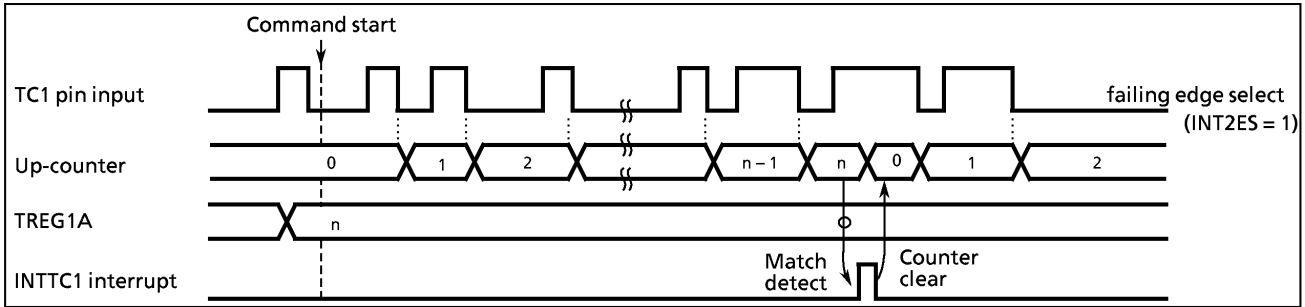 Command start
TC1 pin input
failing edge select
(INT2ES = 1)
Up-counter
0 1 2 n – 1 n 0 1 2
TREG1A
n
INTTC1 interrupt
Match
detect
Counter
clear